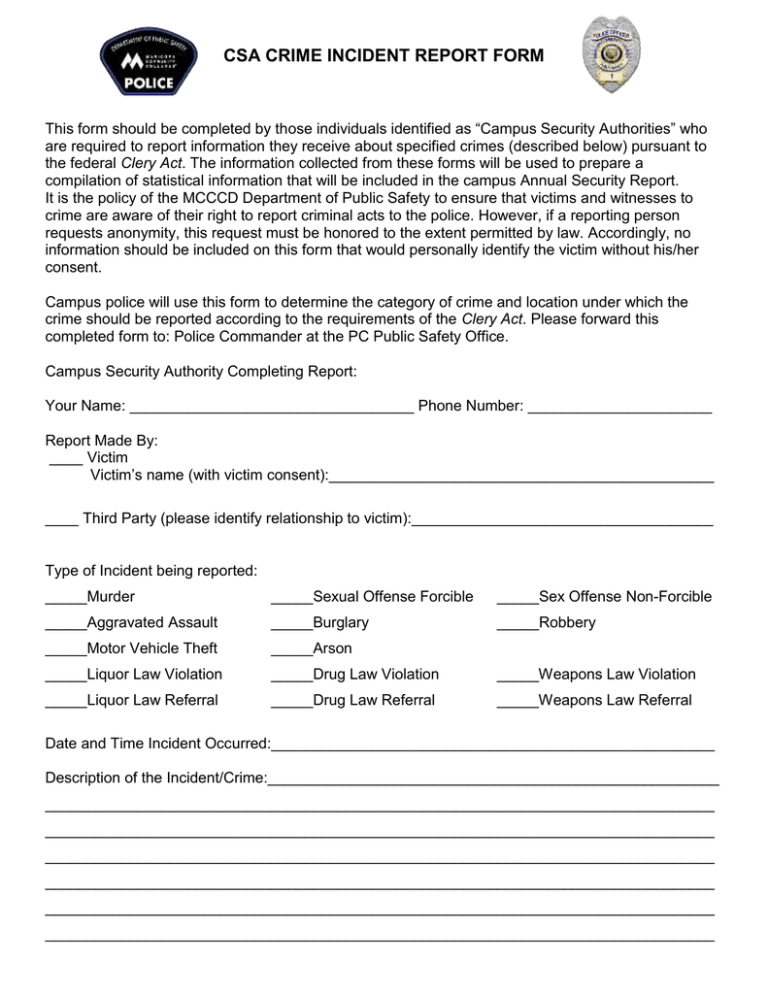 DEPARTMENT OF PUBLIC SAFETY
MARICOPA
COMMUNITY
COLLEGES
POLICE
CSA CRIME INCIDENT REPORT FORM
POLICE OFFICER
1
This form should be completed by those individuals identified as “Campus Security Authorities” who
are required to report information they receive about specified crimes (described below) pursuant to
the federal Clery Act. The information collected from these forms will be used to prepare a
compilation of statistical information that will be included in the campus Annual Security Report.
It is the policy of the MCCCD Department of Public Safety to ensure that victims and witnesses to
crime are aware of their right to report criminal acts to the police. However, if a reporting person
requests anonymity, this request must be honored to the extent permitted by law. Accordingly, no
information should be included on this form that would personally identify the victim without his/her
consent.
Campus police will use this form to determine the category of crime and location under which the
crime should be reported according to the requirements of the Clery Act. Please forward this
completed form to: Police Commander at the PC Public Safety Office.
Campus Security Authority Completing Report:
Your Name: __________________________________ Phone Number: ______________________
Report Made By:
____ Victim
Victim’s name (with victim consent):______________________________________________
____ Third Party (please identify relationship to victim):____________________________________
Type of Incident being reported:
_____Murder _____Sexual Offense Forcible _____Sex Offense Non-Forcible
_____Aggravated Assault _____Burglary _____Robbery
_____Motor Vehicle Theft _____Arson
_____Liquor Law Violation _____Drug Law Violation _____Weapons Law Violation
_____Liquor Law Referral _____Drug Law Referral _____Weapons Law Referral
Date and Time Incident Occurred:_____________________________________________________
Description of the Incident/Crime:______________________________________________________